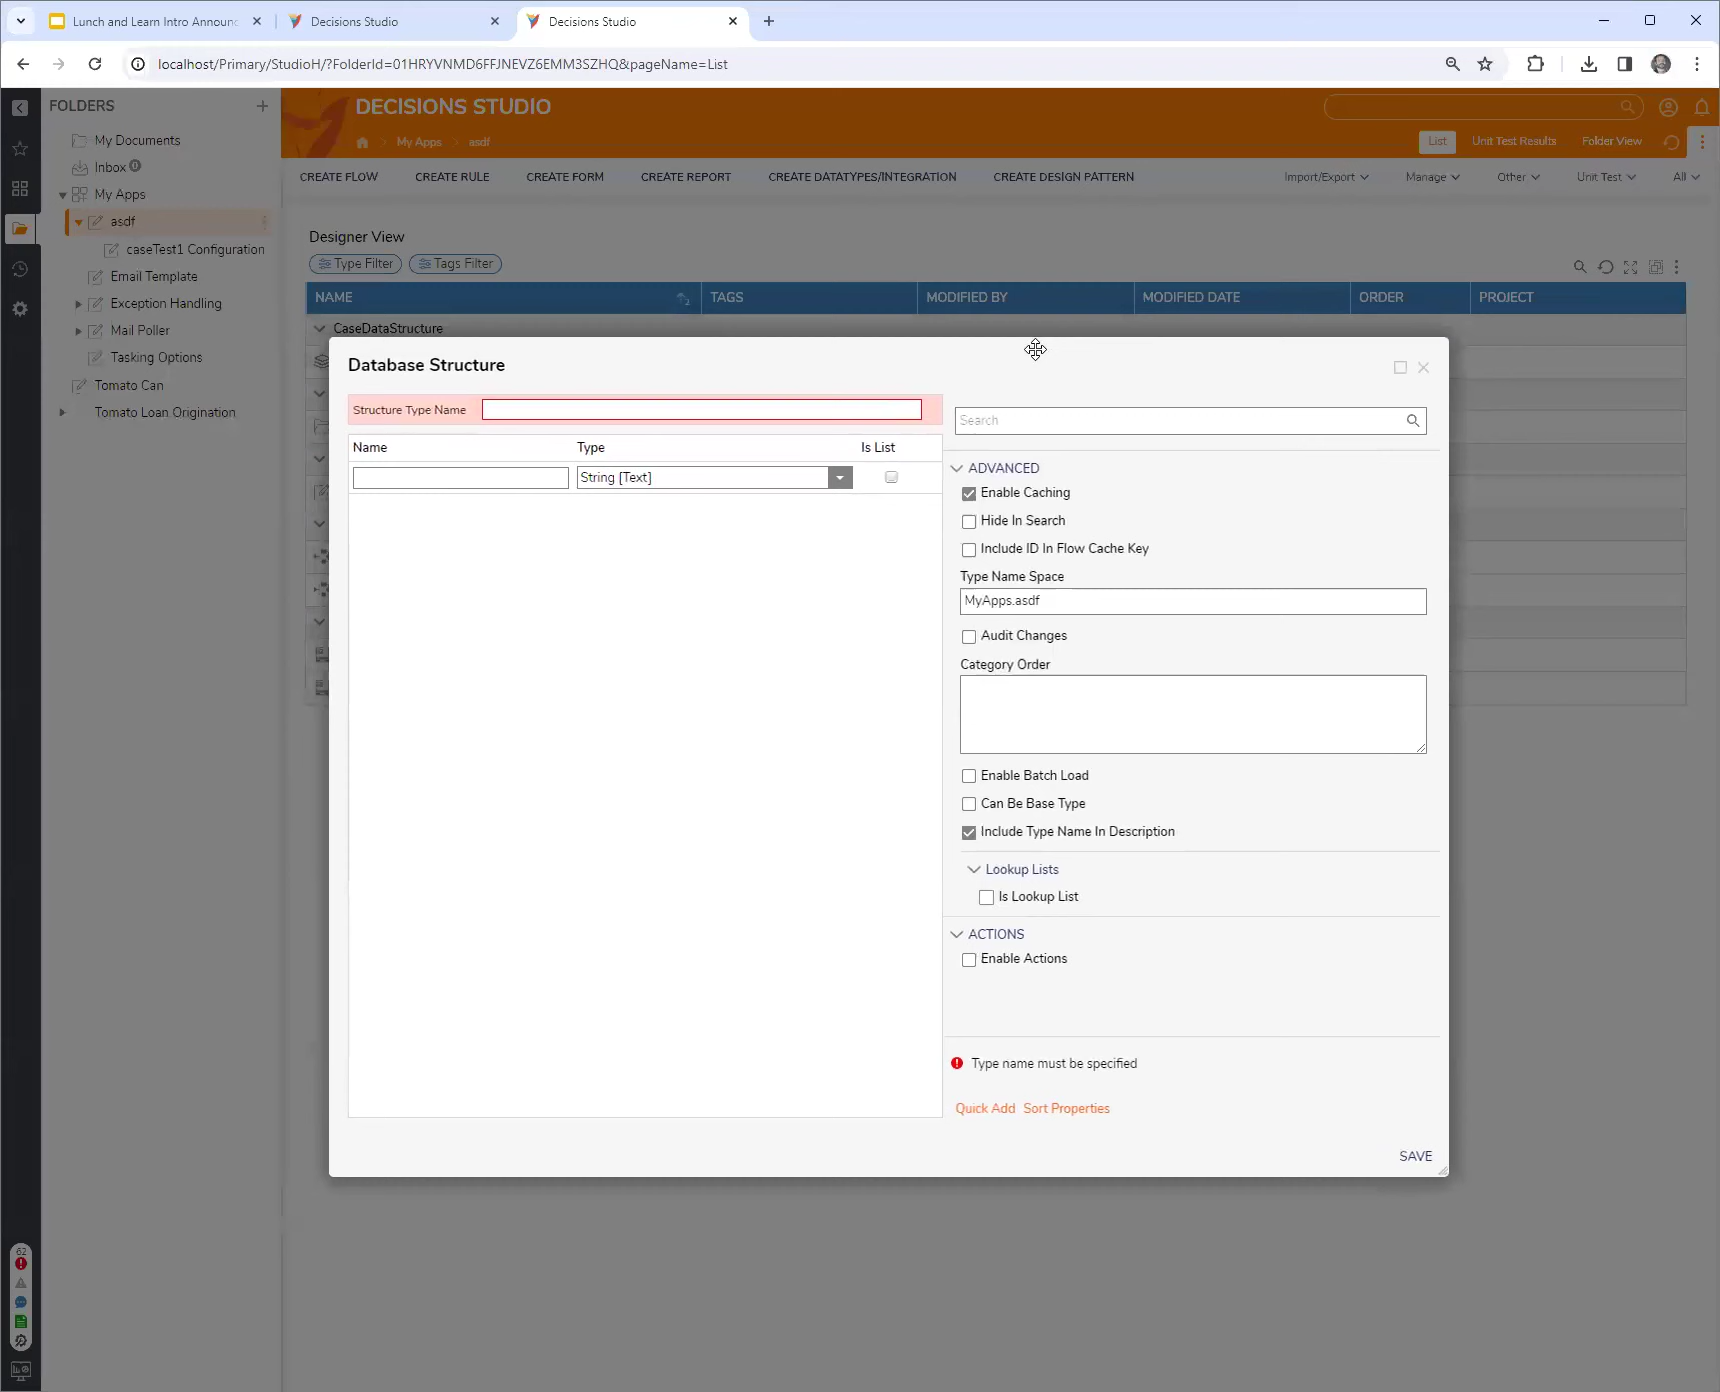 Lunch and Learn Intro Announc
Decisions Studio
Decisions Studio
localhost/Primary/StudioH/?FolderId=01HRYVNMD6FFJNEVZ6EMM3SZHQ&pageName=List
FOLDERS
DECISIONS STUDIO
My Documents
Inbox 0
My Apps
asdf
caseTest1 Configuration
Email Template
Exception Handling
Mail Poller
Tasking Options
Tomato Can
Tomato Loan Origination
My Apps
asdf
List
Unit Test Results
Folder View
CREATE FLOW
CREATE RULE
CREATE FORM
CREATE REPORT
CREATE DATATYPES/INTEGRATION
CREATE DESIGN PATTERN
Import/Export
Manage
Other
Unit Test
All
Designer View
Type Filter
Tags Filter
NAME
TAGS
MODIFIED BY
MODIFIED DATE
ORDER
PROJECT
CaseDataStructure
Database Structure
Structure Type Name
Name
Type
Is List
String [Text]
Search
ADVANCED
Enable Caching
Hide In Search
Include ID In Flow Cache Key
Type Name Space
MyApps.asdf
Audit Changes
Category Order
Enable Batch Load
Can Be Base Type
Include Type Name In Description
Lookup Lists
Is Lookup List
ACTIONS
Enable Actions
Type name must be specified
Quick Add Sort Properties
SAVE
62